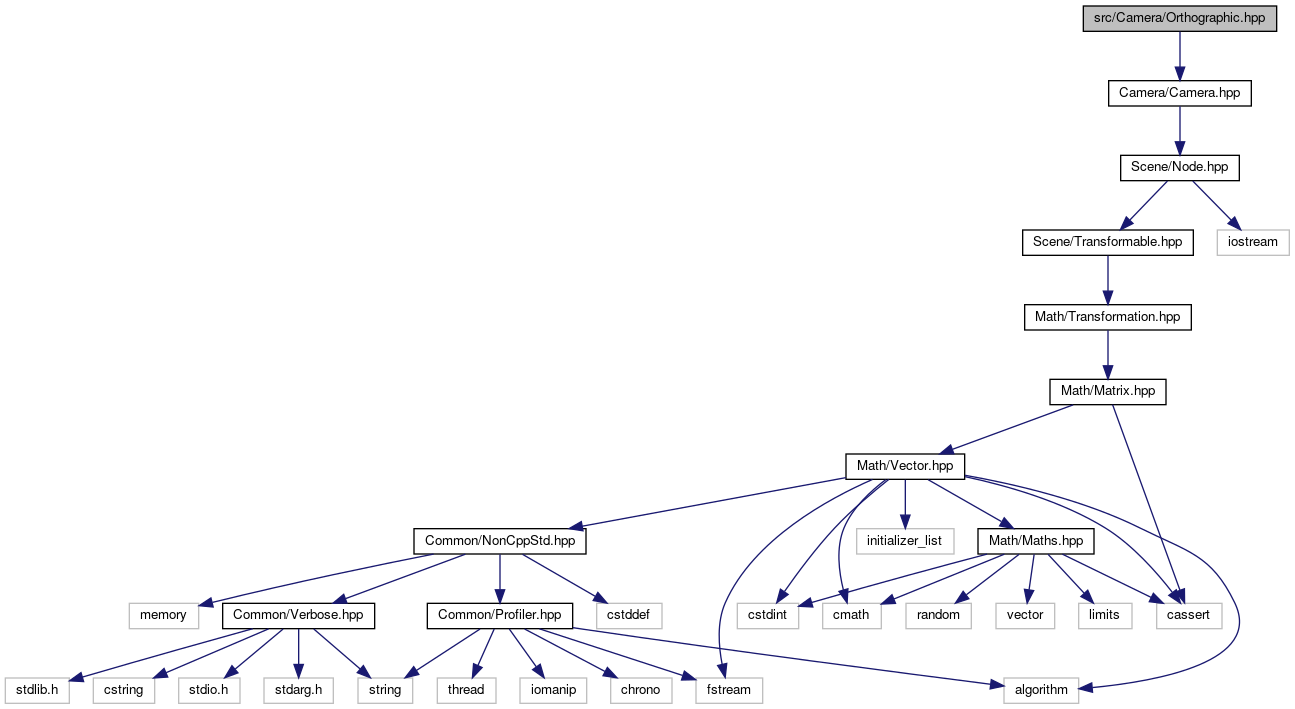 src/Camera/Orthographic.hpp
Camera/Camera.hpp
Scene/Node.hpp
Scene/Transformable.hpp
iostream
Math/Transformation.hpp
Math/Matrix.hpp
Math/Vector.hpp
Common/NonCppStd.hpp
initializer_list
Math/Maths.hpp
memory
Common/Verbose.hpp
Common/Profiler.hpp
cstddef
cstdint
cmath
random
vector
limits
cassert
stdlib.h
cstring
stdio.h
stdarg.h
string
thread
iomanip
chrono
fstream
algorithm